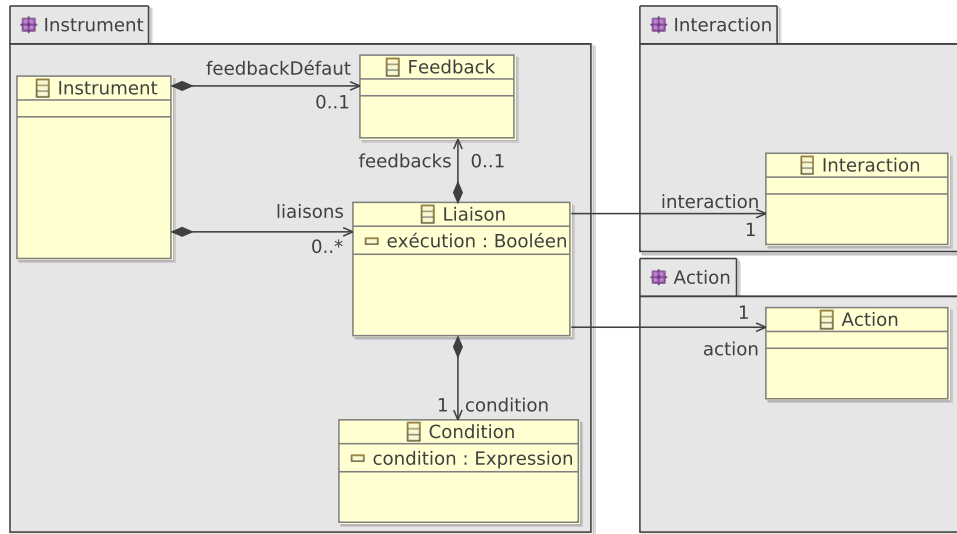 Instrument
Interaction
Instrument
feedbackDéfaut
0..1
Feedback
feedbacks
0..1
liaisons
0..*
Liaison
exécution : Booléen
interaction
1
Interaction
Action
1
action
Action
1
condition
Condition
condition : Expression